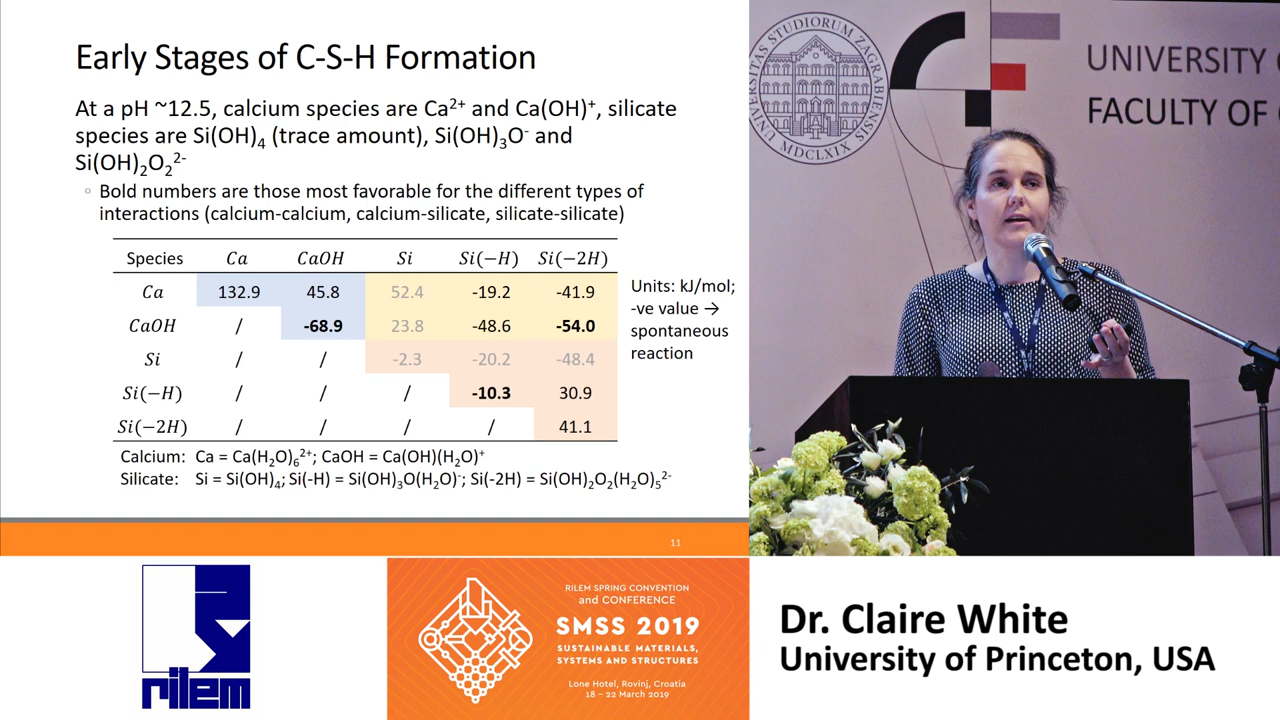 Early Stages of C-S-H Formation
At a pH ~12.5, calcium species are Ca²⁺ and Ca(OH)⁺, silicate
species are Si(OH)₄ (trace amount), Si(OH)₃O⁻ and
Si(OH)₂O₂²⁻
◦ Bold numbers are those most favorable for the different types of
interactions (calcium-calcium, calcium-silicate, silicate-silicate)
Species Ca CaOH Si Si(−H) Si(−2H)
Ca 132.9 45.8 52.4 -19.2 -41.9
CaOH / -68.9 23.8 -48.6 -54.0
Si / / -2.3 -20.2 -48.4
Si(−H) / / / -10.3 30.9
Si(−2H) / / / / 41.1
Units: kJ/mol;
-ve value →
spontaneous
reaction
Calcium: Ca = Ca(H₂O)₆²⁺; CaOH = Ca(OH)(H₂O)⁺
Silicate: Si = Si(OH)₄; Si(-H) = Si(OH)₃O(H₂O)⁻; Si(-2H) = Si(OH)₂O₂(H₂O)₅²⁻
11
UNIVERSITAS STUDIORUM ZAGRABIENSIS
MDCLXIX
UNIVERSITY
FACULTY OF
rilem
RILEM SPRING CONVENTION
and CONFERENCE
SMSS 2019
SUSTAINABLE MATERIALS,
SYSTEMS AND STRUCTURES
Lone Hotel, Rovinj, Croatia
18 – 22 March 2019
Dr. Claire White
University of Princeton, USA